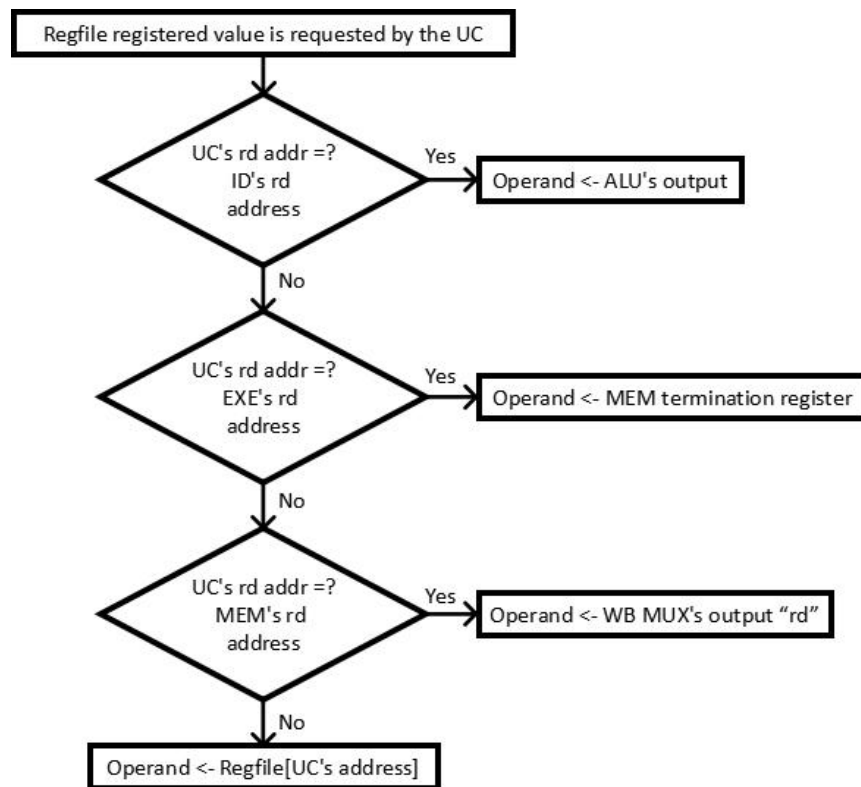 Regfile registered value is requested by the UC
UC's rd addr =?
ID's rd
address
Yes
Operand <- ALU's output
No
UC's rd addr =?
EXE's rd
address
Yes
Operand <- MEM termination register
No
UC's rd addr =?
MEM's rd
address
Yes
Operand <- WB MUX's output “rd”
No
Operand <- Regfile[UC's address]